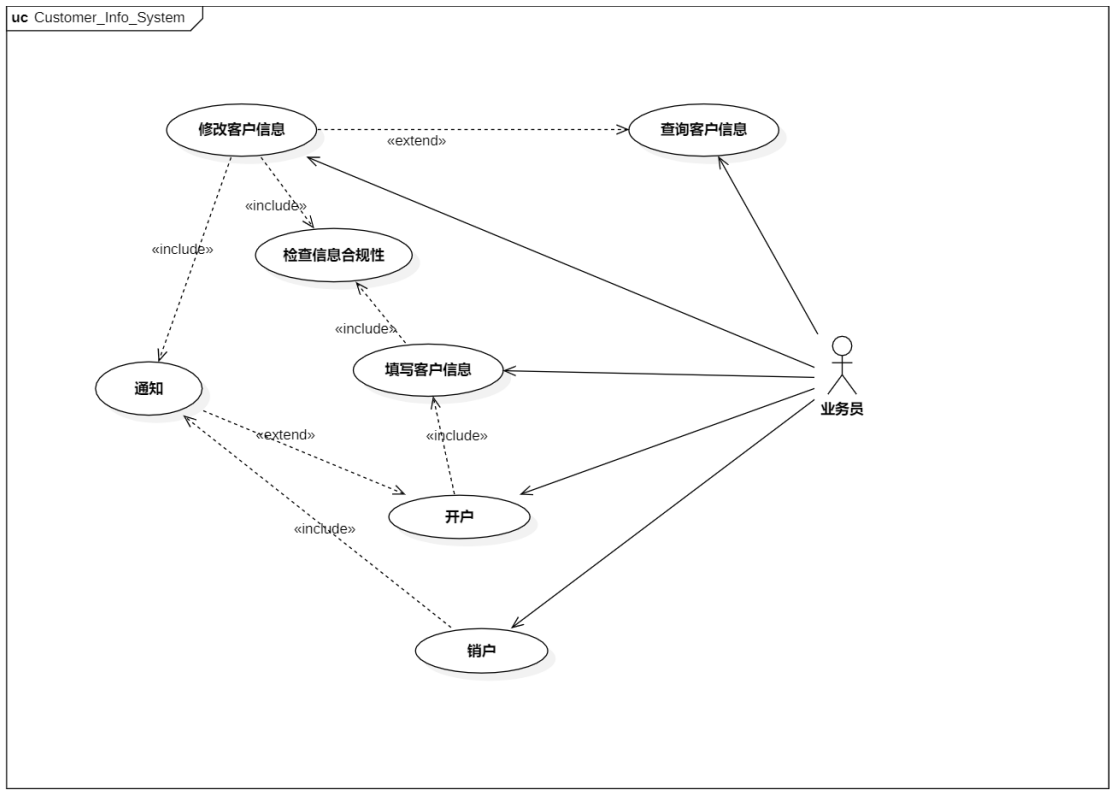 uc Customer_Info_System
修改客户信息
«extend»
查询客户信息
«include»
«include»
检查信息合规性
«include»
填写客户信息
通知
业务员
«extend»
«include»
开户
«include»
销户